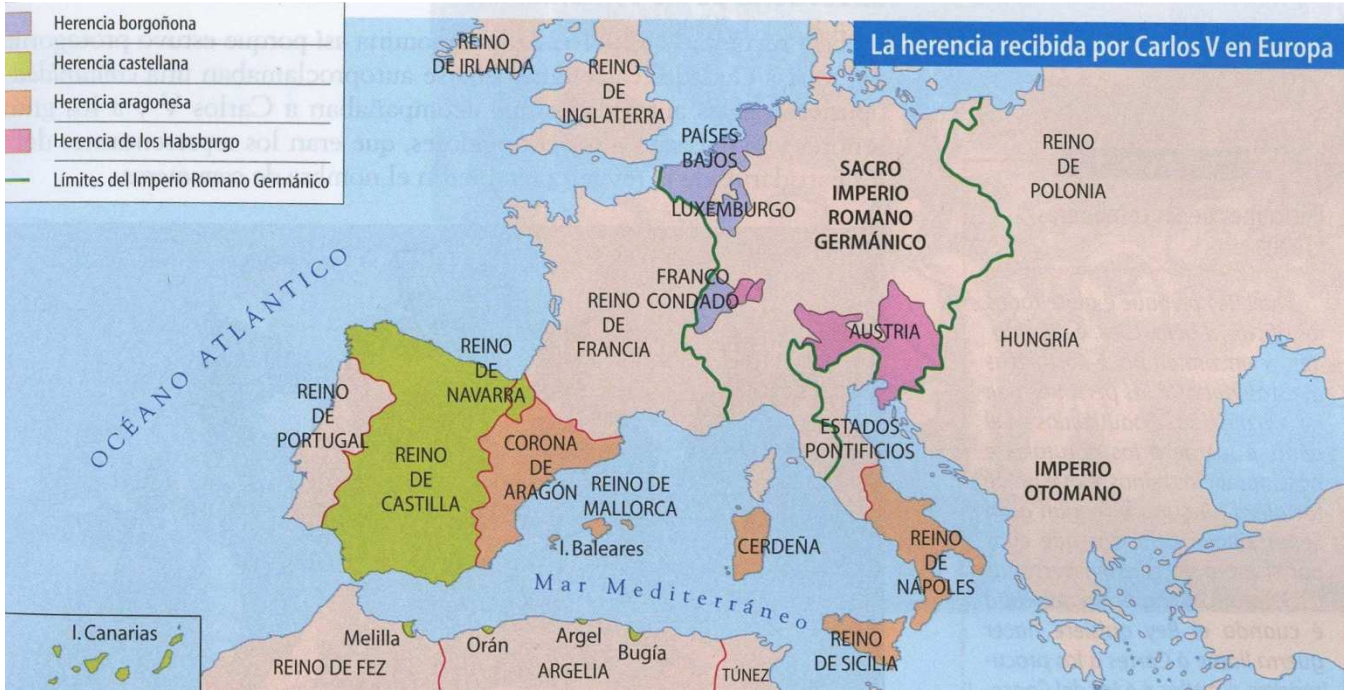 Herencia borgoñona
Herencia castellana
Herencia aragonesa
Herencia de los Habsburgo
Límites del Imperio Romano Germánico
La herencia recibida por Carlos V en Europa
REINO
DE IRLANDA
REINO
DE
INGLATERRA
PAÍSES
BAJOS
LUXEMBURGO
SACRO
IMPERIO
ROMANO
GERMÁNICO
REINO
DE
POLONIA
OCÉANO ATLÁNTICO
FRANCO
CONDADO
REINO
DE
FRANCIA
AUSTRIA
HUNGRÍA
REINO
DE
NAVARRA
REINO
DE
PORTUGAL
REINO
DE
CASTILLA
CORONA
DE
ARAGÓN
REINO DE
MALLORCA
I. Baleares
ESTADOS
PONTIFICIOS
IMPERIO
OTOMANO
CERDEÑA
REINO
DE
NÁPOLES
Mar Mediterráneo
REINO
DE SICILIA
I. Canarias
Melilla
Orán
Argel
Bugía
REINO DE FEZ
ARGELIA
TÚNEZ